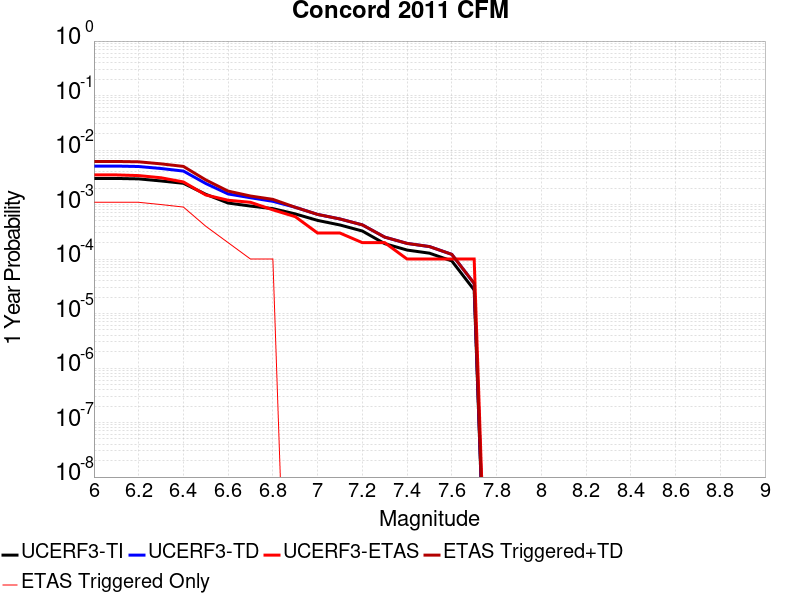 Concord 2011 CFM
1 Year Probability
10^0
10^-1
10^-2
10^-3
10^-4
10^-5
10^-6
10^-7
10^-8
6 6.2 6.4 6.6 6.8 7 7.2 7.4 7.6 7.8 8 8.2 8.4 8.6 8.8 9
Magnitude
UCERF3-TI UCERF3-TD UCERF3-ETAS ETAS Triggered+TD
ETAS Triggered Only